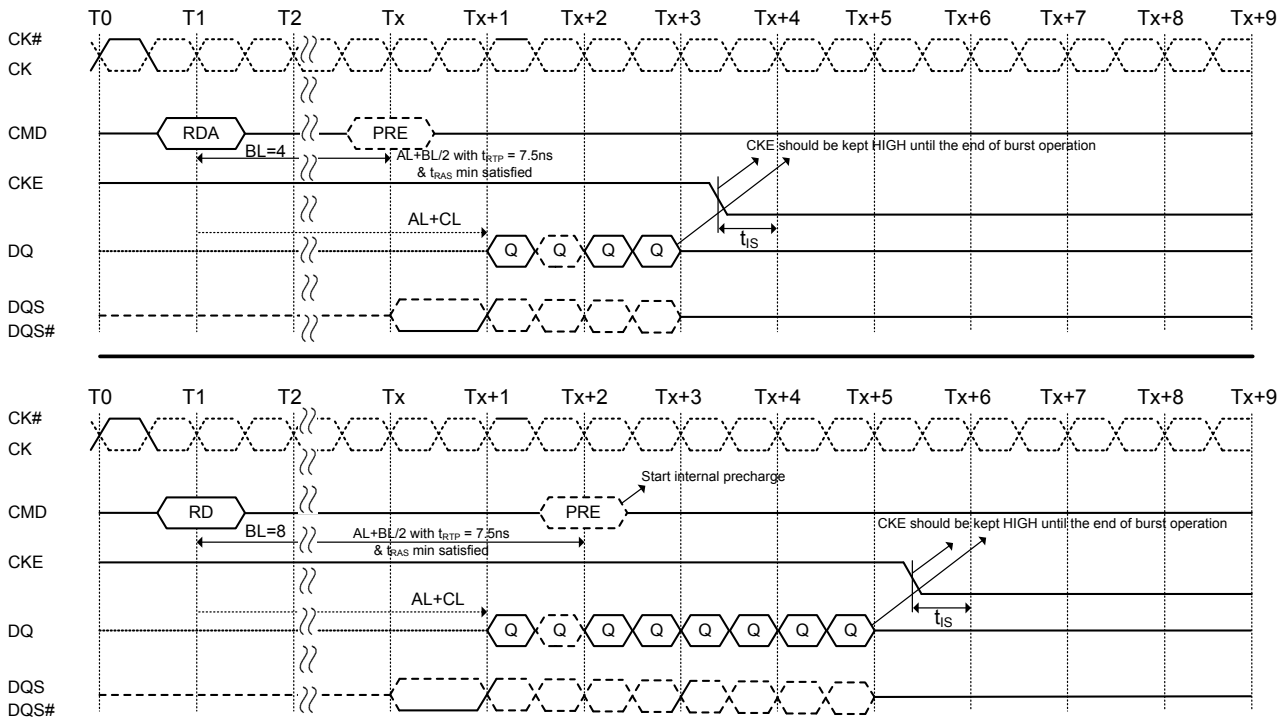 T0 T1 T2 Tx Tx+1 Tx+2 Tx+3 Tx+4 Tx+5 Tx+6 Tx+7 Tx+8 Tx+9
CK#
CK
CMD RDA PRE
BL=4 AL+BL/2 with tRTP = 7.5ns
& tRAS min satisfied
CKE should be kept HIGH until the end of burst operation
CKE
AL+CL
tIS
DQ Q Q Q Q
DQS
DQS#
T0 T1 T2 Tx Tx+1 Tx+2 Tx+3 Tx+4 Tx+5 Tx+6 Tx+7 Tx+8 Tx+9
CK#
CK
Start internal precharge
CMD RD PRE
CKE should be kept HIGH until the end of burst operation
BL=8 AL+BL/2 with tRTP = 7.5ns
& tRAS min satisfied
CKE
AL+CL
tIS
DQ Q Q Q Q Q Q Q Q
DQS
DQS#